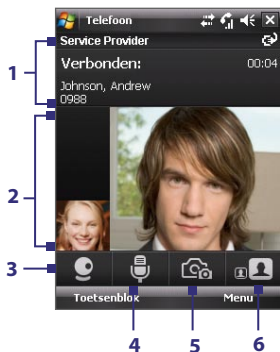 Telefoon
Service Provider
Verbonden: 00:04
Johnson, Andrew
0988
Toetsenblok Menu
1
2
3
4
5
6